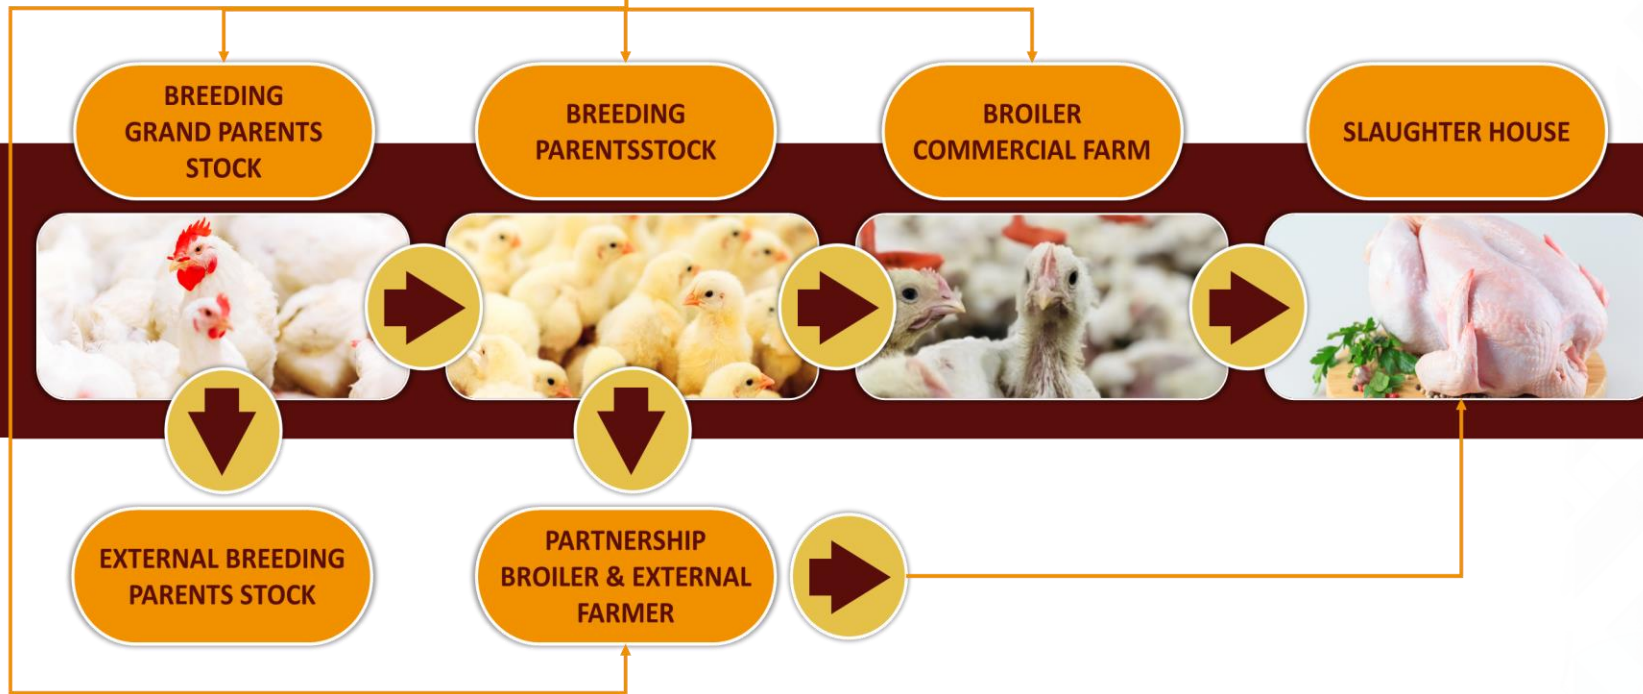 BREEDING
GRAND PARENTS
STOCK
BREEDING
PARENTSSTOCK
BROILER
COMMERCIAL FARM
SLAUGHTER HOUSE
EXTERNAL BREEDING
PARENTS STOCK
PARTNERSHIP
BROILER & EXTERNAL
FARMER